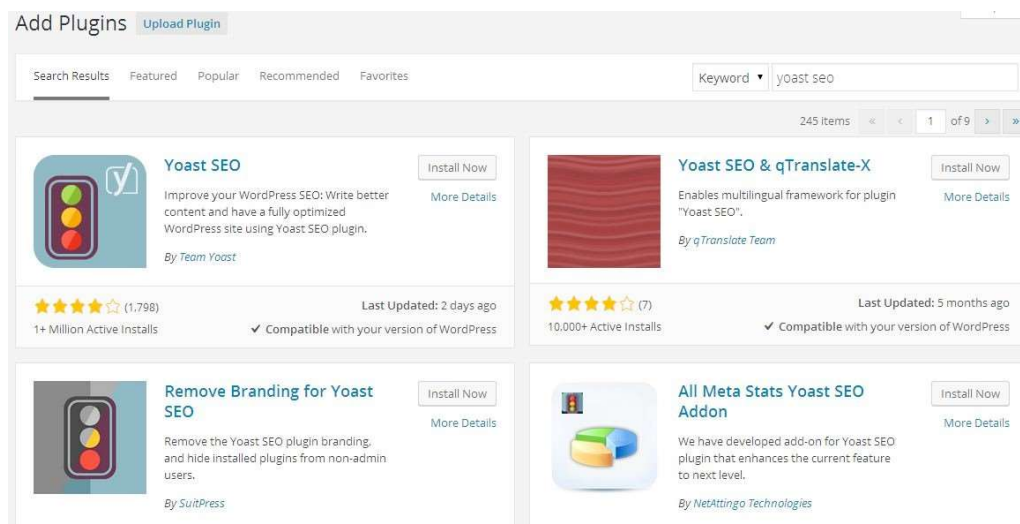 Add Plugins Upload Plugin
Search Results Featured Popular Recommended Favorites Keyword yoast seo
245 items « ‹ 1 of 9 › »
Yoast SEO
Install Now
More Details
Improve your WordPress SEO: Write better
content and have a fully optimized
WordPress site using Yoast SEO plugin.
By Team Yoast
(1,798)
Last Updated: 2 days ago
1+ Million Active Installs
✔ Compatible with your version of WordPress
Yoast SEO & qTranslate-X
Install Now
More Details
Enables multilingual framework for plugin
"Yoast SEO".
By qTranslate Team
(7)
Last Updated: 5 months ago
10,000+ Active Installs
✔ Compatible with your version of WordPress
Remove Branding for Yoast
SEO
Install Now
More Details
Remove the Yoast SEO plugin branding,
and hide installed plugins from non-admin
users.
By SuitPress
All Meta Stats Yoast SEO
Addon
Install Now
More Details
We have developed add-on for Yoast SEO
plugin that enhances the current feature
to next level.
By NetAttingo Technologies